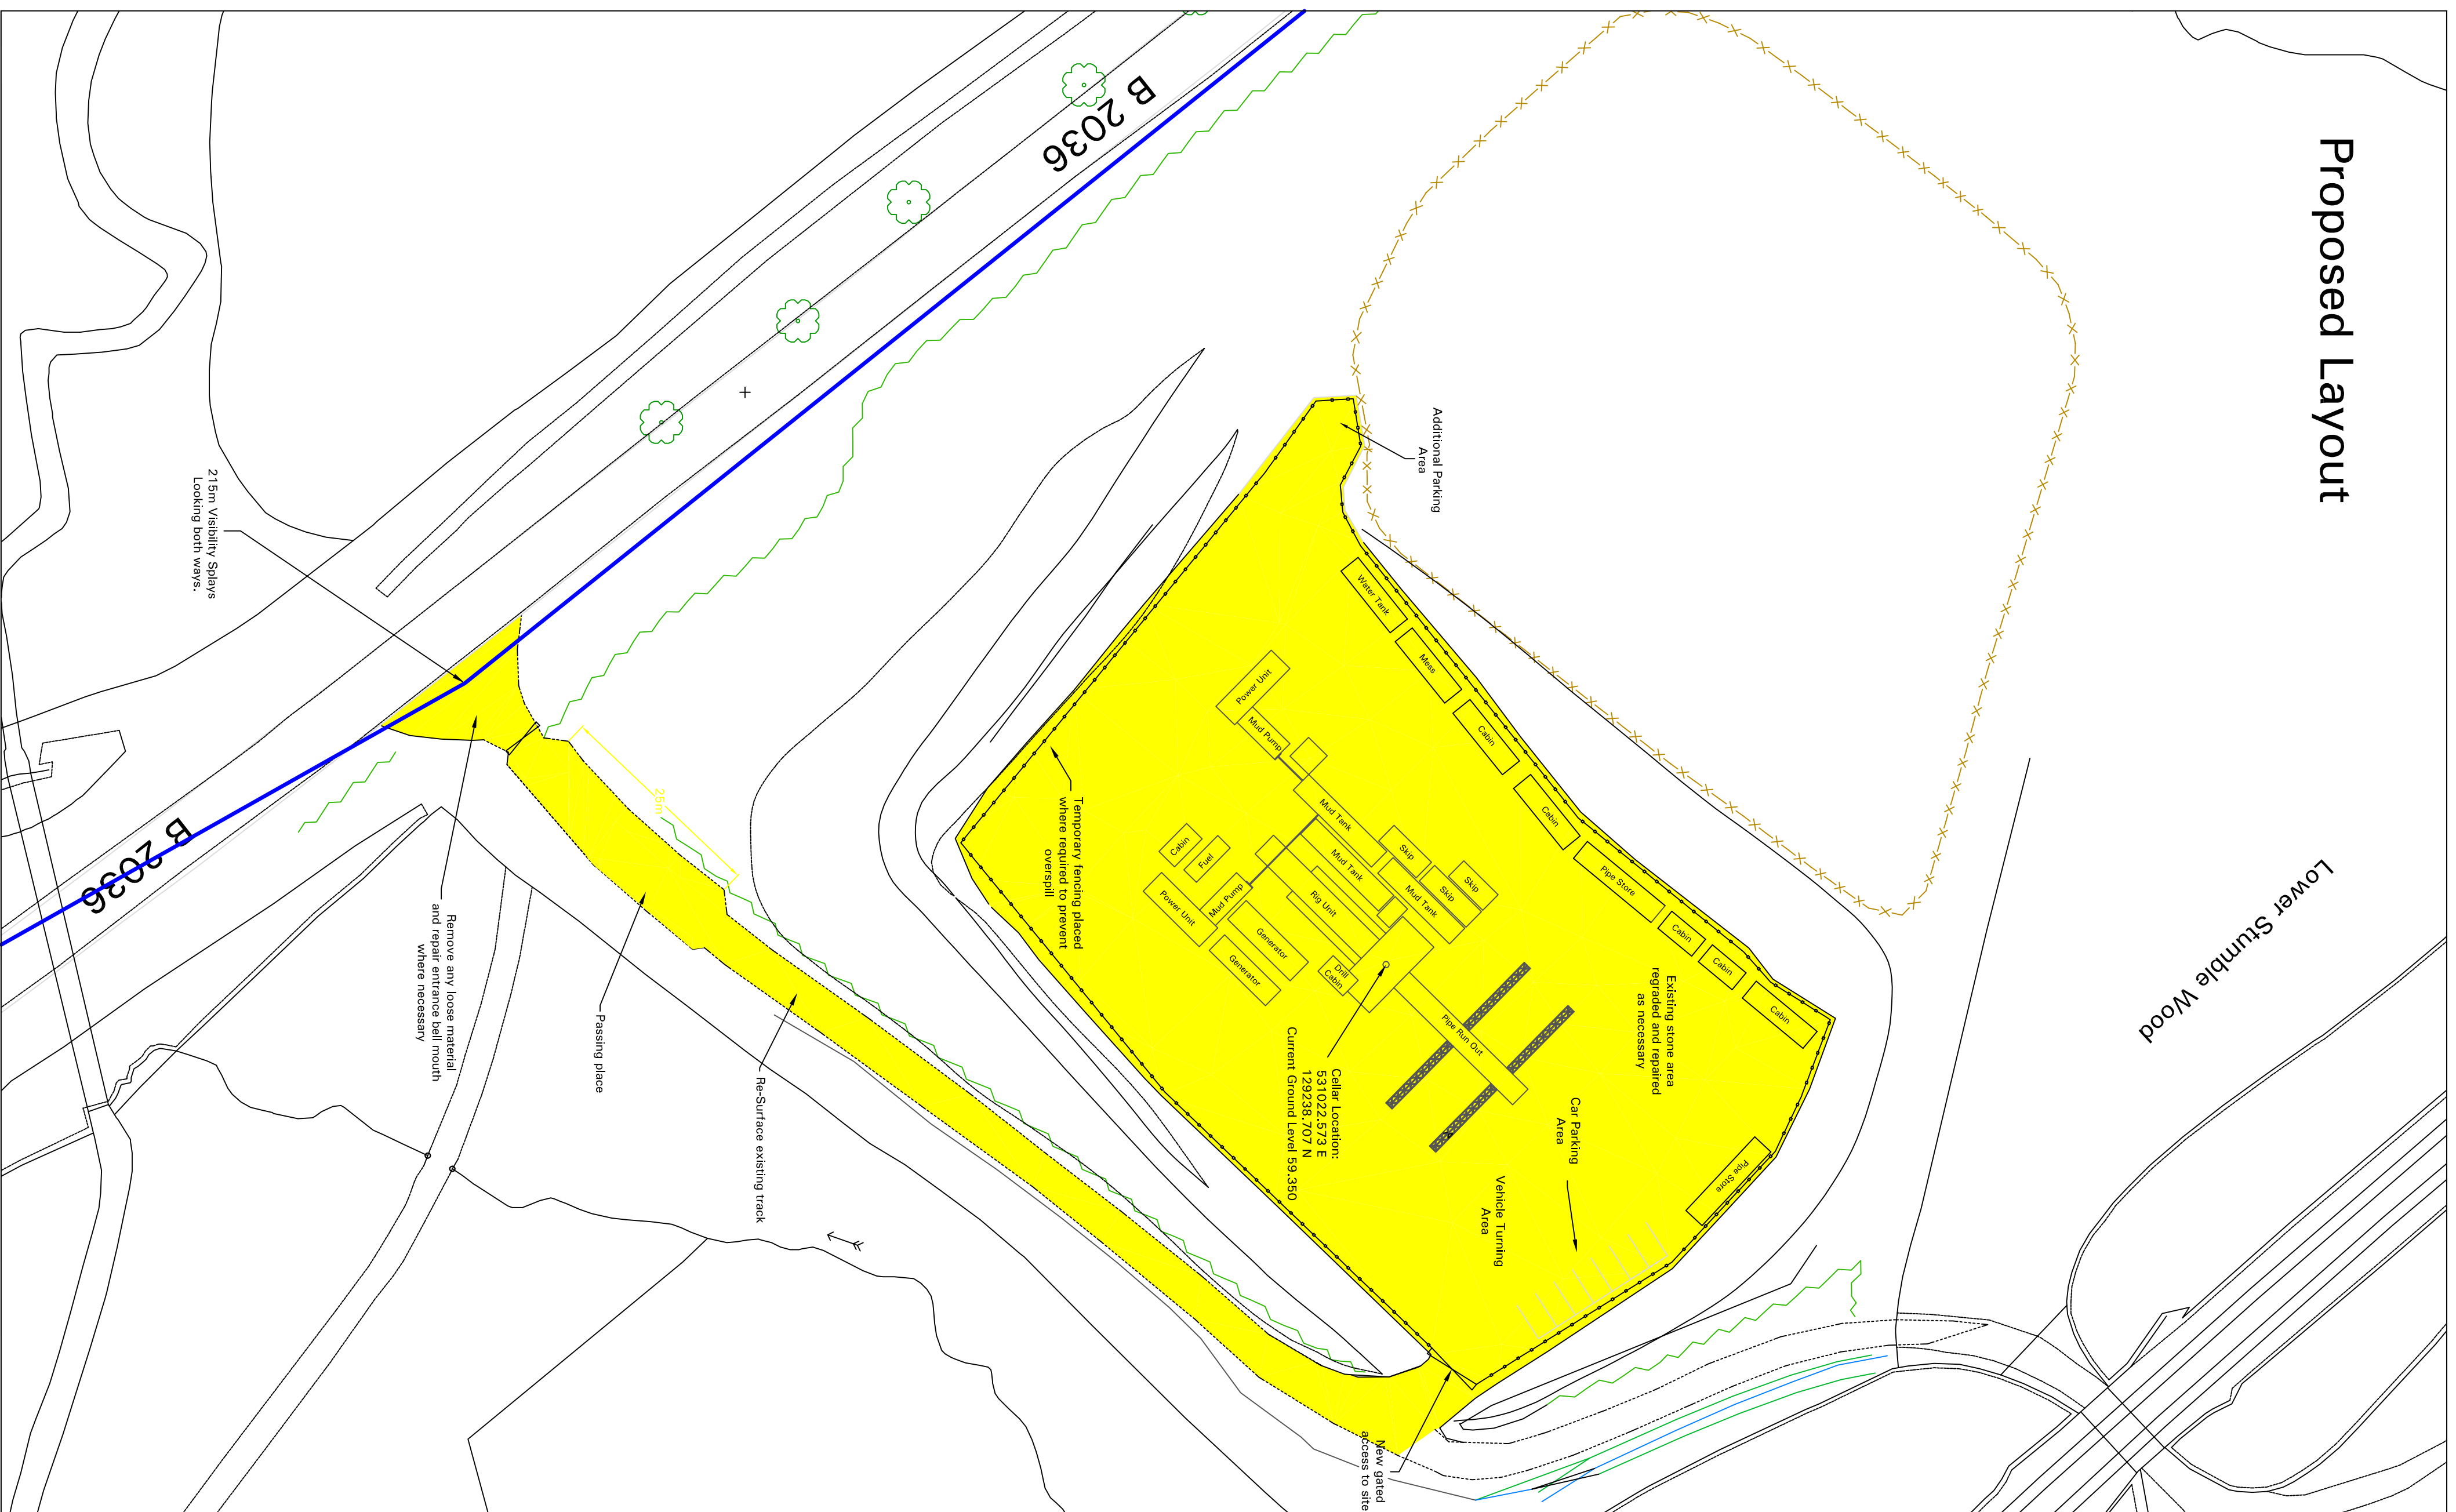 Proposed Layout
B 2036
Lower Stumble Wood
Additional Parking
Area
215m Visibility Splays
Looking both ways.
Water Tank
Mess
Cabin
Cabin
Pipe Store
Cabin
Cabin
Cabin
Pipe Store
Power Unit
Mud Pump
Mud Tank
Mud Tank
Mud Tank
Skip
Skip
Skip
Cabin
Fuel
Power Unit
Mud Pump
Rig Unit
Generator
Generator
Drill
Cabin
Pipe Run Out
Temporary fencing placed
where required to prevent
overspill
Existing stone area
regraded and repaired
as necessary
Cellar Location:
531022.573 E
129238.707 N
Current Ground Level 59.350
Car Parking
Area
Vehicle Turning
Area
25m
B 2036
Remove any loose material
and repair entrance bell mouth
where necessary
Passing place
Re-Surface existing track
New gated
access to site